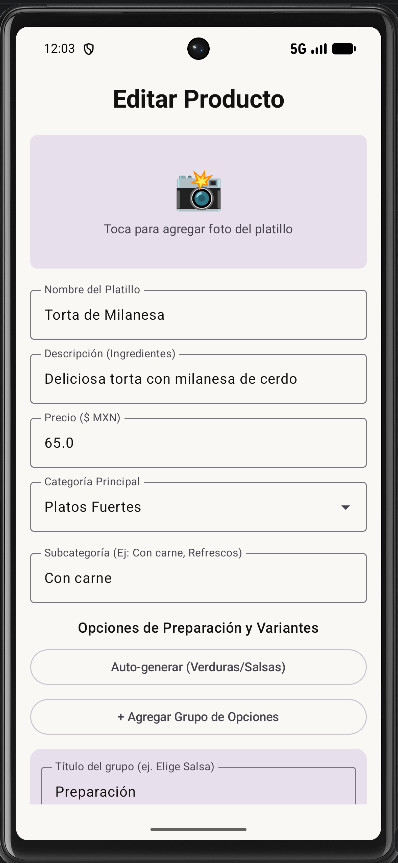 12:03 5G
Editar Producto
Toca para agregar foto del platillo
Nombre del Platillo
Torta de Milanesa
Descripción (Ingredientes)
Deliciosa torta con milanesa de cerdo
Precio ($ MXN)
65.0
Categoría Principal
Platos Fuertes
Subcategoría (Ej: Con carne, Refrescos)
Con carne
Opciones de Preparación y Variantes
Auto-generar (Verduras/Salsas)
+ Agregar Grupo de Opciones
Título del grupo (ej. Elige Salsa)
Preparación